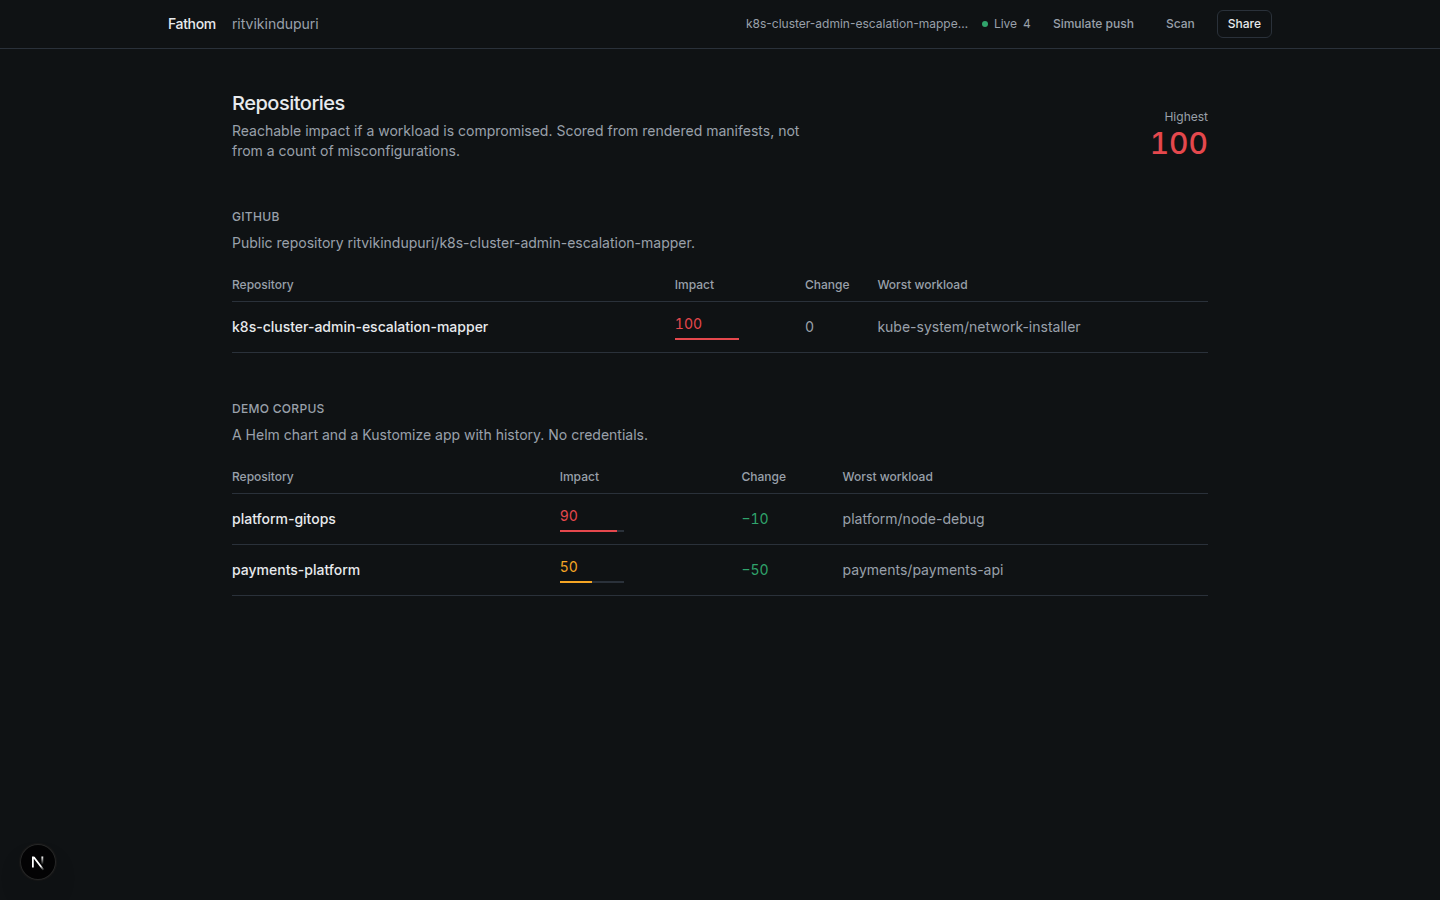 Fathom ritvikindupuri k8s-cluster-admin-escalation-mappe... Live 4 Simulate push Scan Share
Repositories
Reachable impact if a workload is compromised. Scored from rendered manifests, not
from a count of misconfigurations.
Highest
100
GITHUB
Public repository ritvikindupuri/k8s-cluster-admin-escalation-mapper.
Repository Impact Change Worst workload
k8s-cluster-admin-escalation-mapper 100 0 kube-system/network-installer
DEMO CORPUS
A Helm chart and a Kustomize app with history. No credentials.
Repository Impact Change Worst workload
platform-gitops 90 −10 platform/node-debug
payments-platform 50 −50 payments/payments-api
N